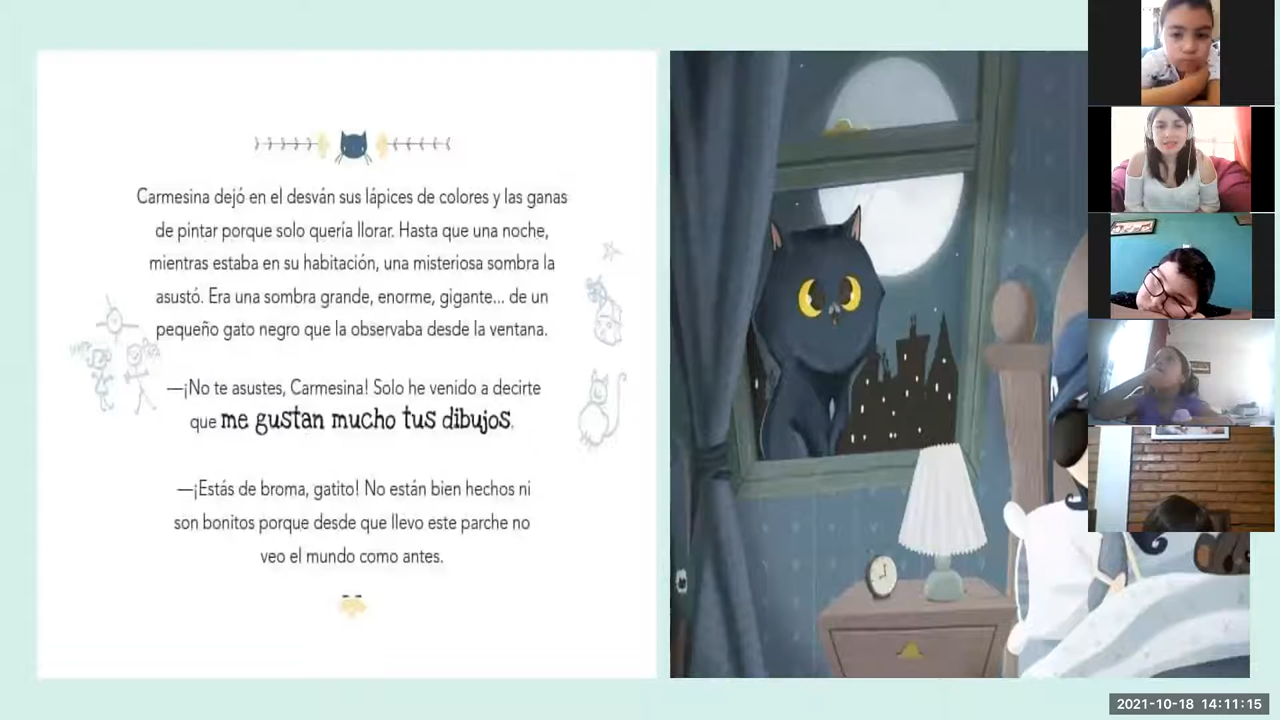 Carmesina dejó en el desván sus lápices de colores y las ganas
de pintar porque solo quería llorar. Hasta que una noche,
mientras estaba en su habitación, una misteriosa sombra la
asustó. Era una sombra grande, enorme, gigante... de un
pequeño gato negro que la observaba desde la ventana.
—¡No te asustes, Carmesina! Solo he venido a decirte
que me gustan mucho tus dibujos.
—¡Estás de broma, gatito! No están bien hechos ni
son bonitos porque desde que llevo este parche no
veo el mundo como antes.
2021-10-18 14:11:15